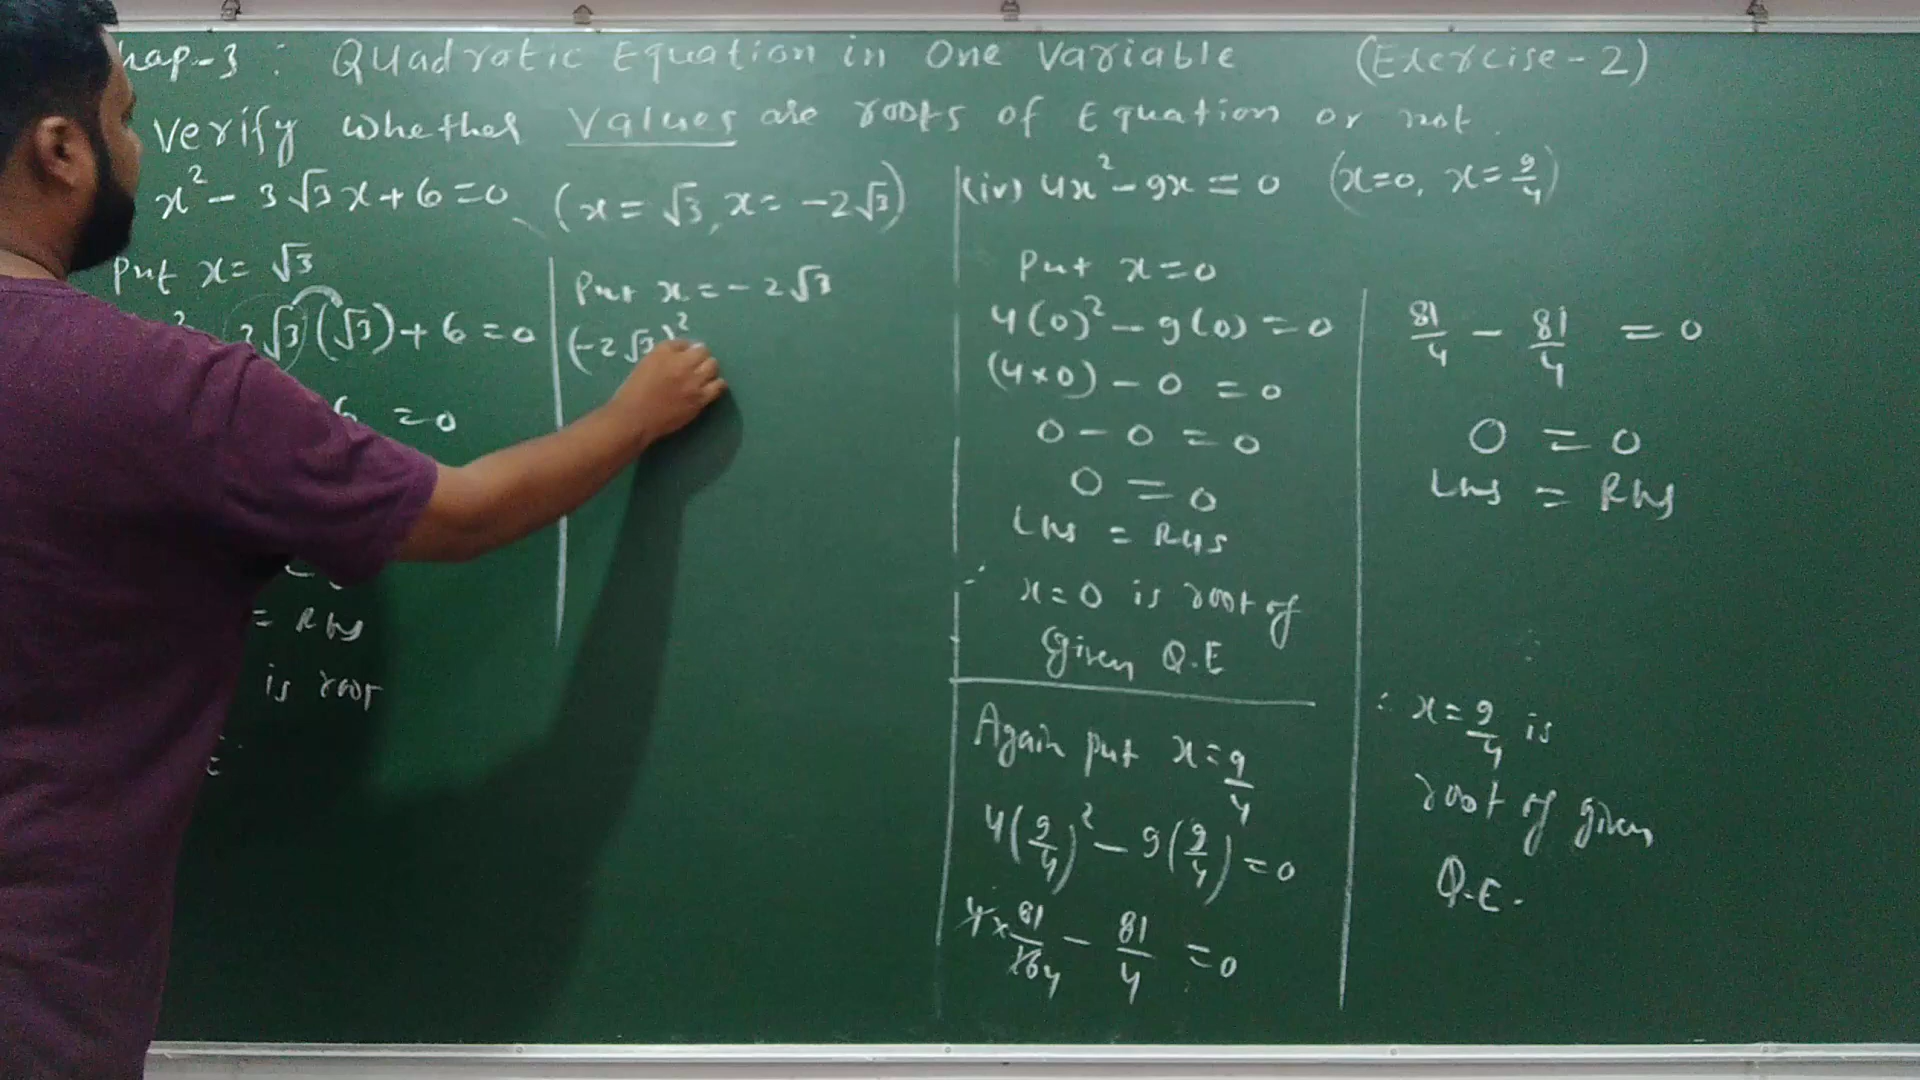 hap-3 : Quadratic Equation in One Variable (Exercise-2)
Verify whether Values are roots of Equation or not.
x² - 3√3x + 6 = 0 (x = √3, x = -2√3)
Put x = √3
√3 (√3) + 6 = 0
6 = 0
= RHS
is root
Put x = -2√3
(-2√3)²
(iv) 4x² - 9x = 0 (x=0, x = 9/4)
Put x = 0
4(0)² - 9(0) = 0
(4×0) - 0 = 0
0 - 0 = 0
0 = 0
LHS = RHS
∴ x=0 is root of
Given Q.E
Again put x = 9/4
4(9/4)² - 9(9/4) = 0
4 × 81/16 4 - 81/4 = 0
81/4 - 81/4 = 0
0 = 0
LHS = RHS
∴ x = 9/4 is
root of given
Q.E.